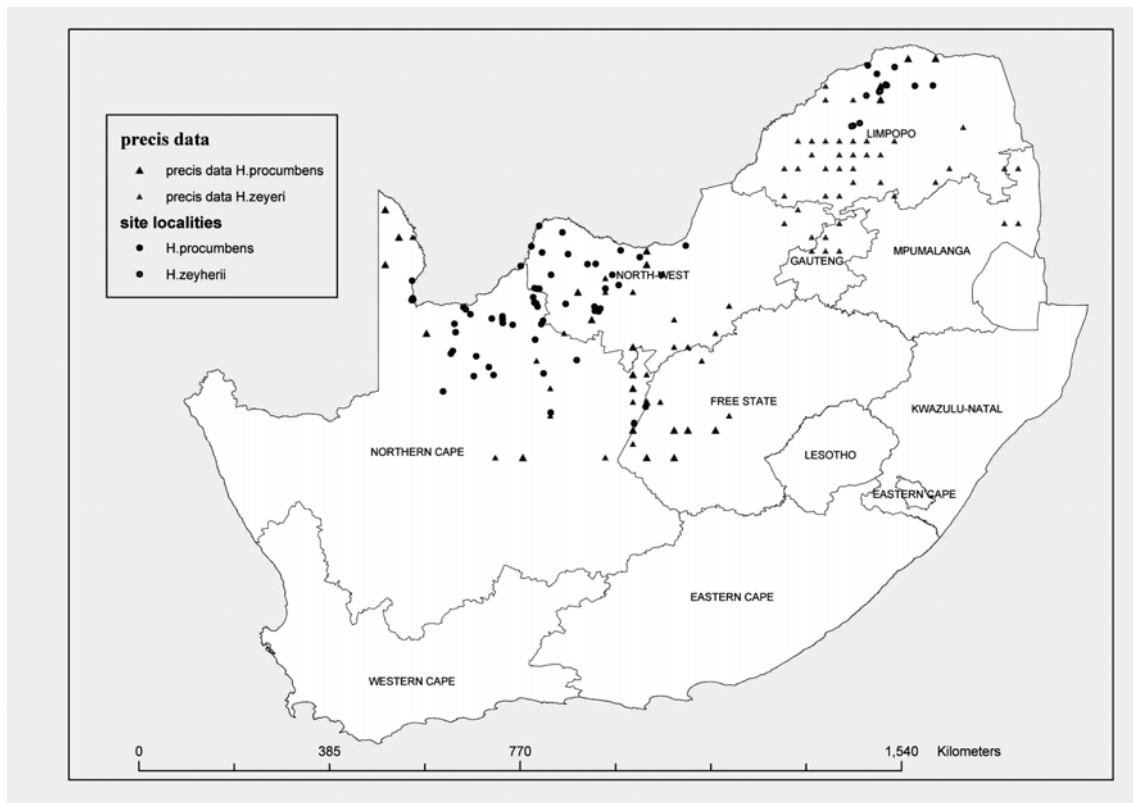 precis data
precis data H.procumbens
precis data H.zeyeri
site localities
H.procumbens
H.zeyherii
LIMPOPO
MPUMALANGA
GAUTENG
NORTH-WEST
FREE STATE
KWAZULU-NATAL
NORTHERN CAPE
LESOTHO
EASTERN CAPE
EASTERN CAPE
WESTERN CAPE
0 385 770 1,540 Kilometers